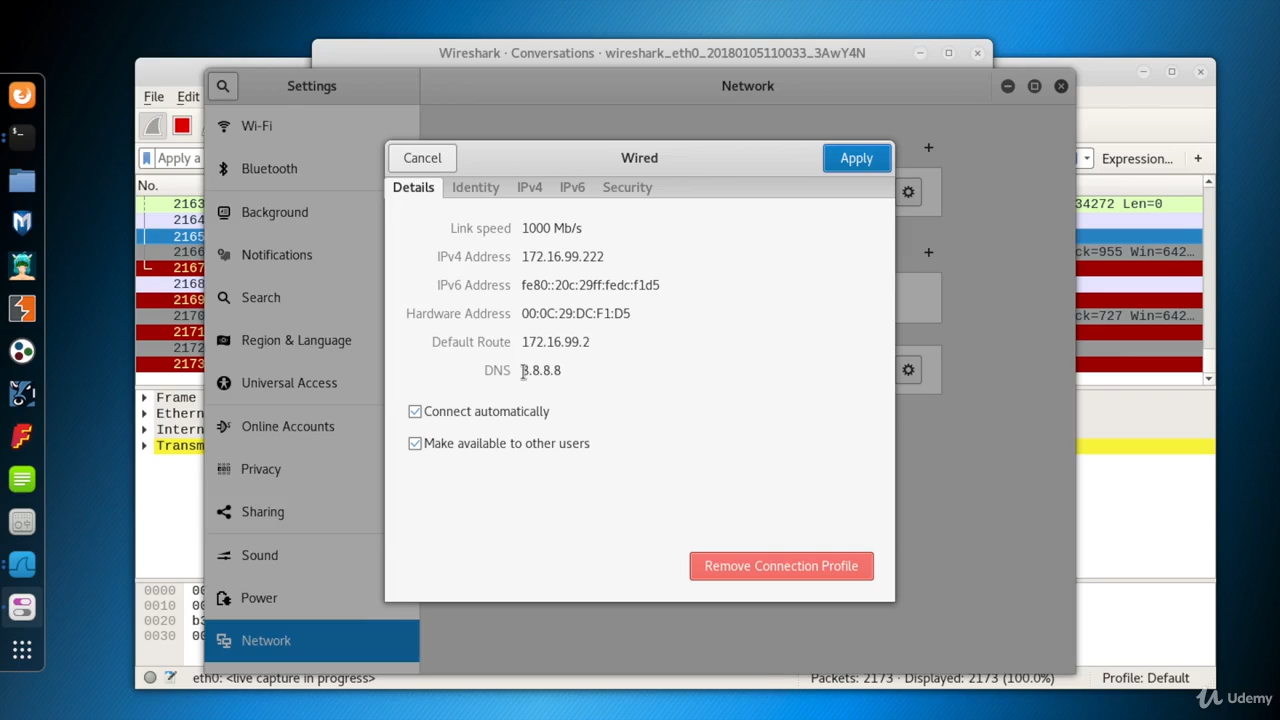 Wireshark · Conversations · wireshark_eth0_20180105110033_3AwY4N
Settings
Network
File Edit
Apply a
Expression...
+
No.
2163
34272 Len=0
2164
2165
2166
ck=955 Win=642…
2167
2168
2169
2170
ck=727 Win=642…
2171
2172
2173
Frame
Ethern
Intern
Transm
0000 00
0010 00
0020 b3
0030 00
Wi-Fi
Bluetooth
Background
Notifications
Search
Region & Language
Universal Access
Online Accounts
Privacy
Sharing
Sound
Power
Network
Cancel
Wired
Apply
Details Identity IPv4 IPv6 Security
Link speed 1000 Mb/s
IPv4 Address 172.16.99.222
IPv6 Address fe80::20c:29ff:fedc:f1d5
Hardware Address 00:0C:29:DC:F1:D5
Default Route 172.16.99.2
DNS 8.8.8.8
Connect automatically
Make available to other users
Remove Connection Profile
eth0: <live capture in progress>
Packets: 2173 · Displayed: 2173 (100.0%)
Profile: Default
Udemy